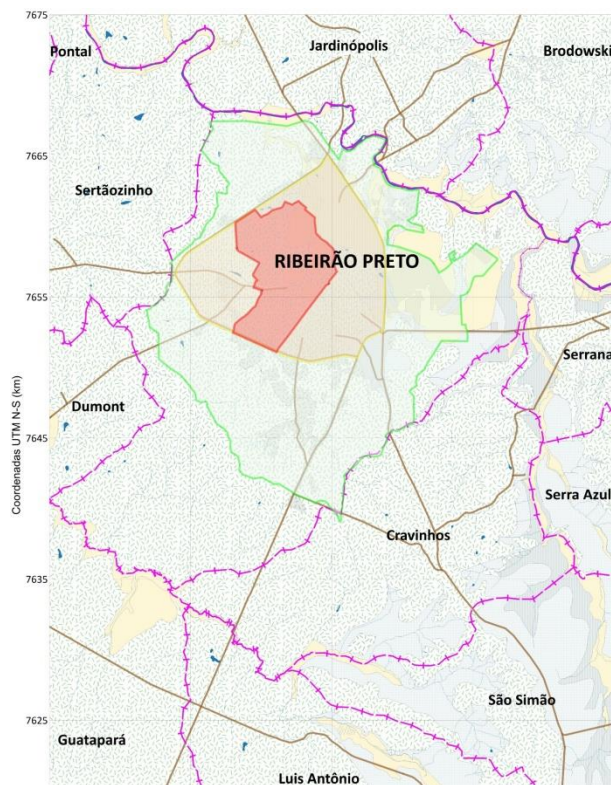 7675
Pontal
Jardinópolis
Brodowski
7665
Sertãozinho
RIBEIRÃO PRETO
7655
Serrana
Dumont
Coordenadas UTM N-S (km)
7645
Serra Azul
Cravinhos
7635
São Simão
7625
Guatapará
Luis Antônio